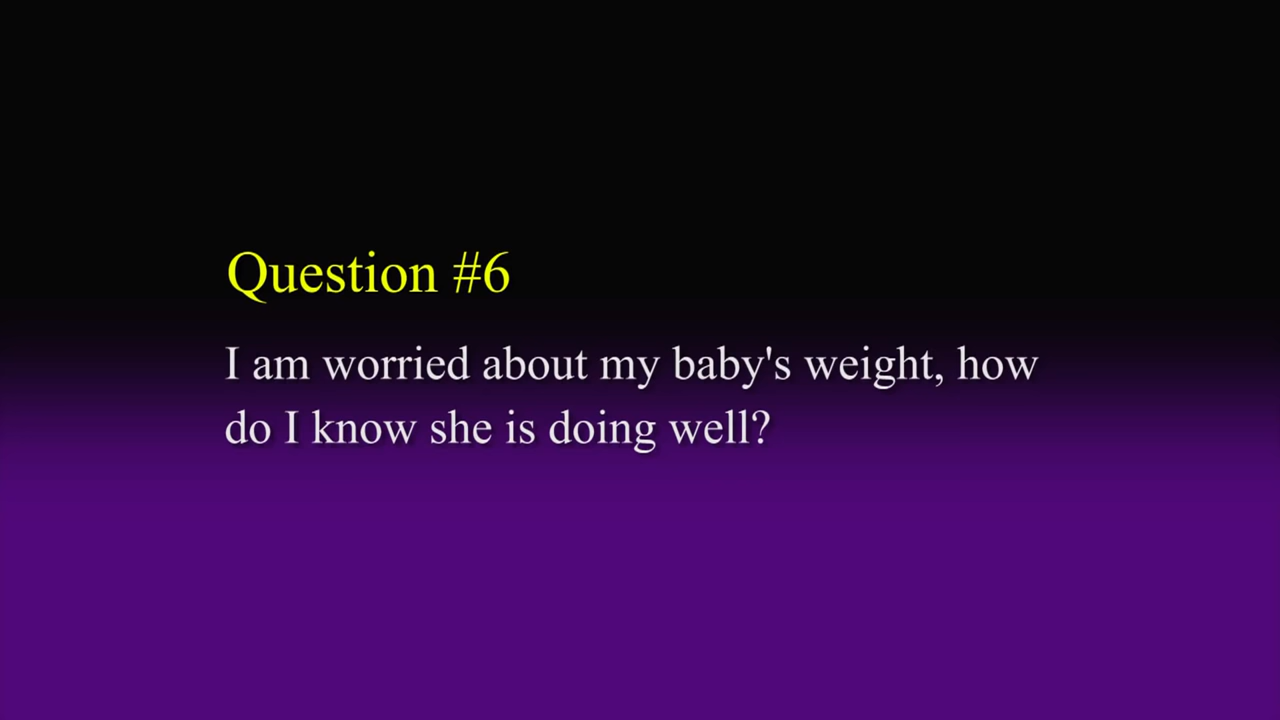 Question #6
I am worried about my baby's weight, how
do I know she is doing well?